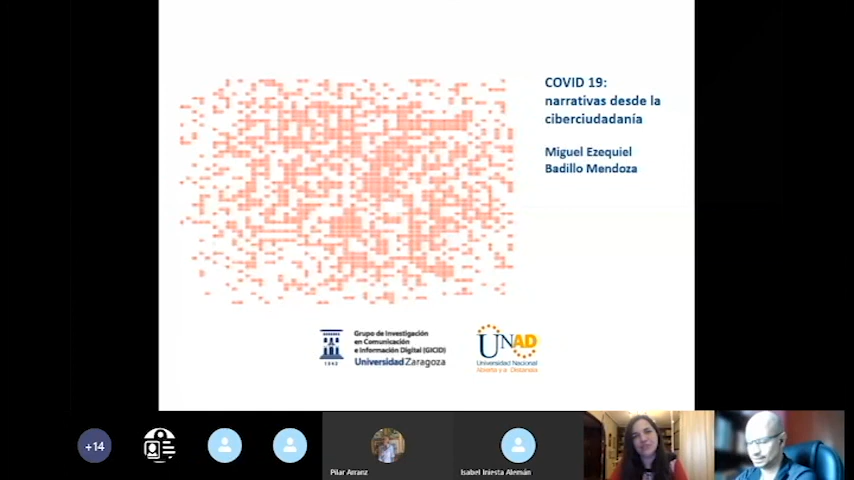 COVID 19:
narrativas desde la
ciberciudadanía
Miguel Ezequiel
Badillo Mendoza
Grupo de Investigación
en Comunicación
e Información Digital (GICID)
Universidad Zaragoza
1542
UNAD
Universidad Nacional
Abierta y a Distancia
+14
Pilar Arranz
Isabel Iniesta Alemán